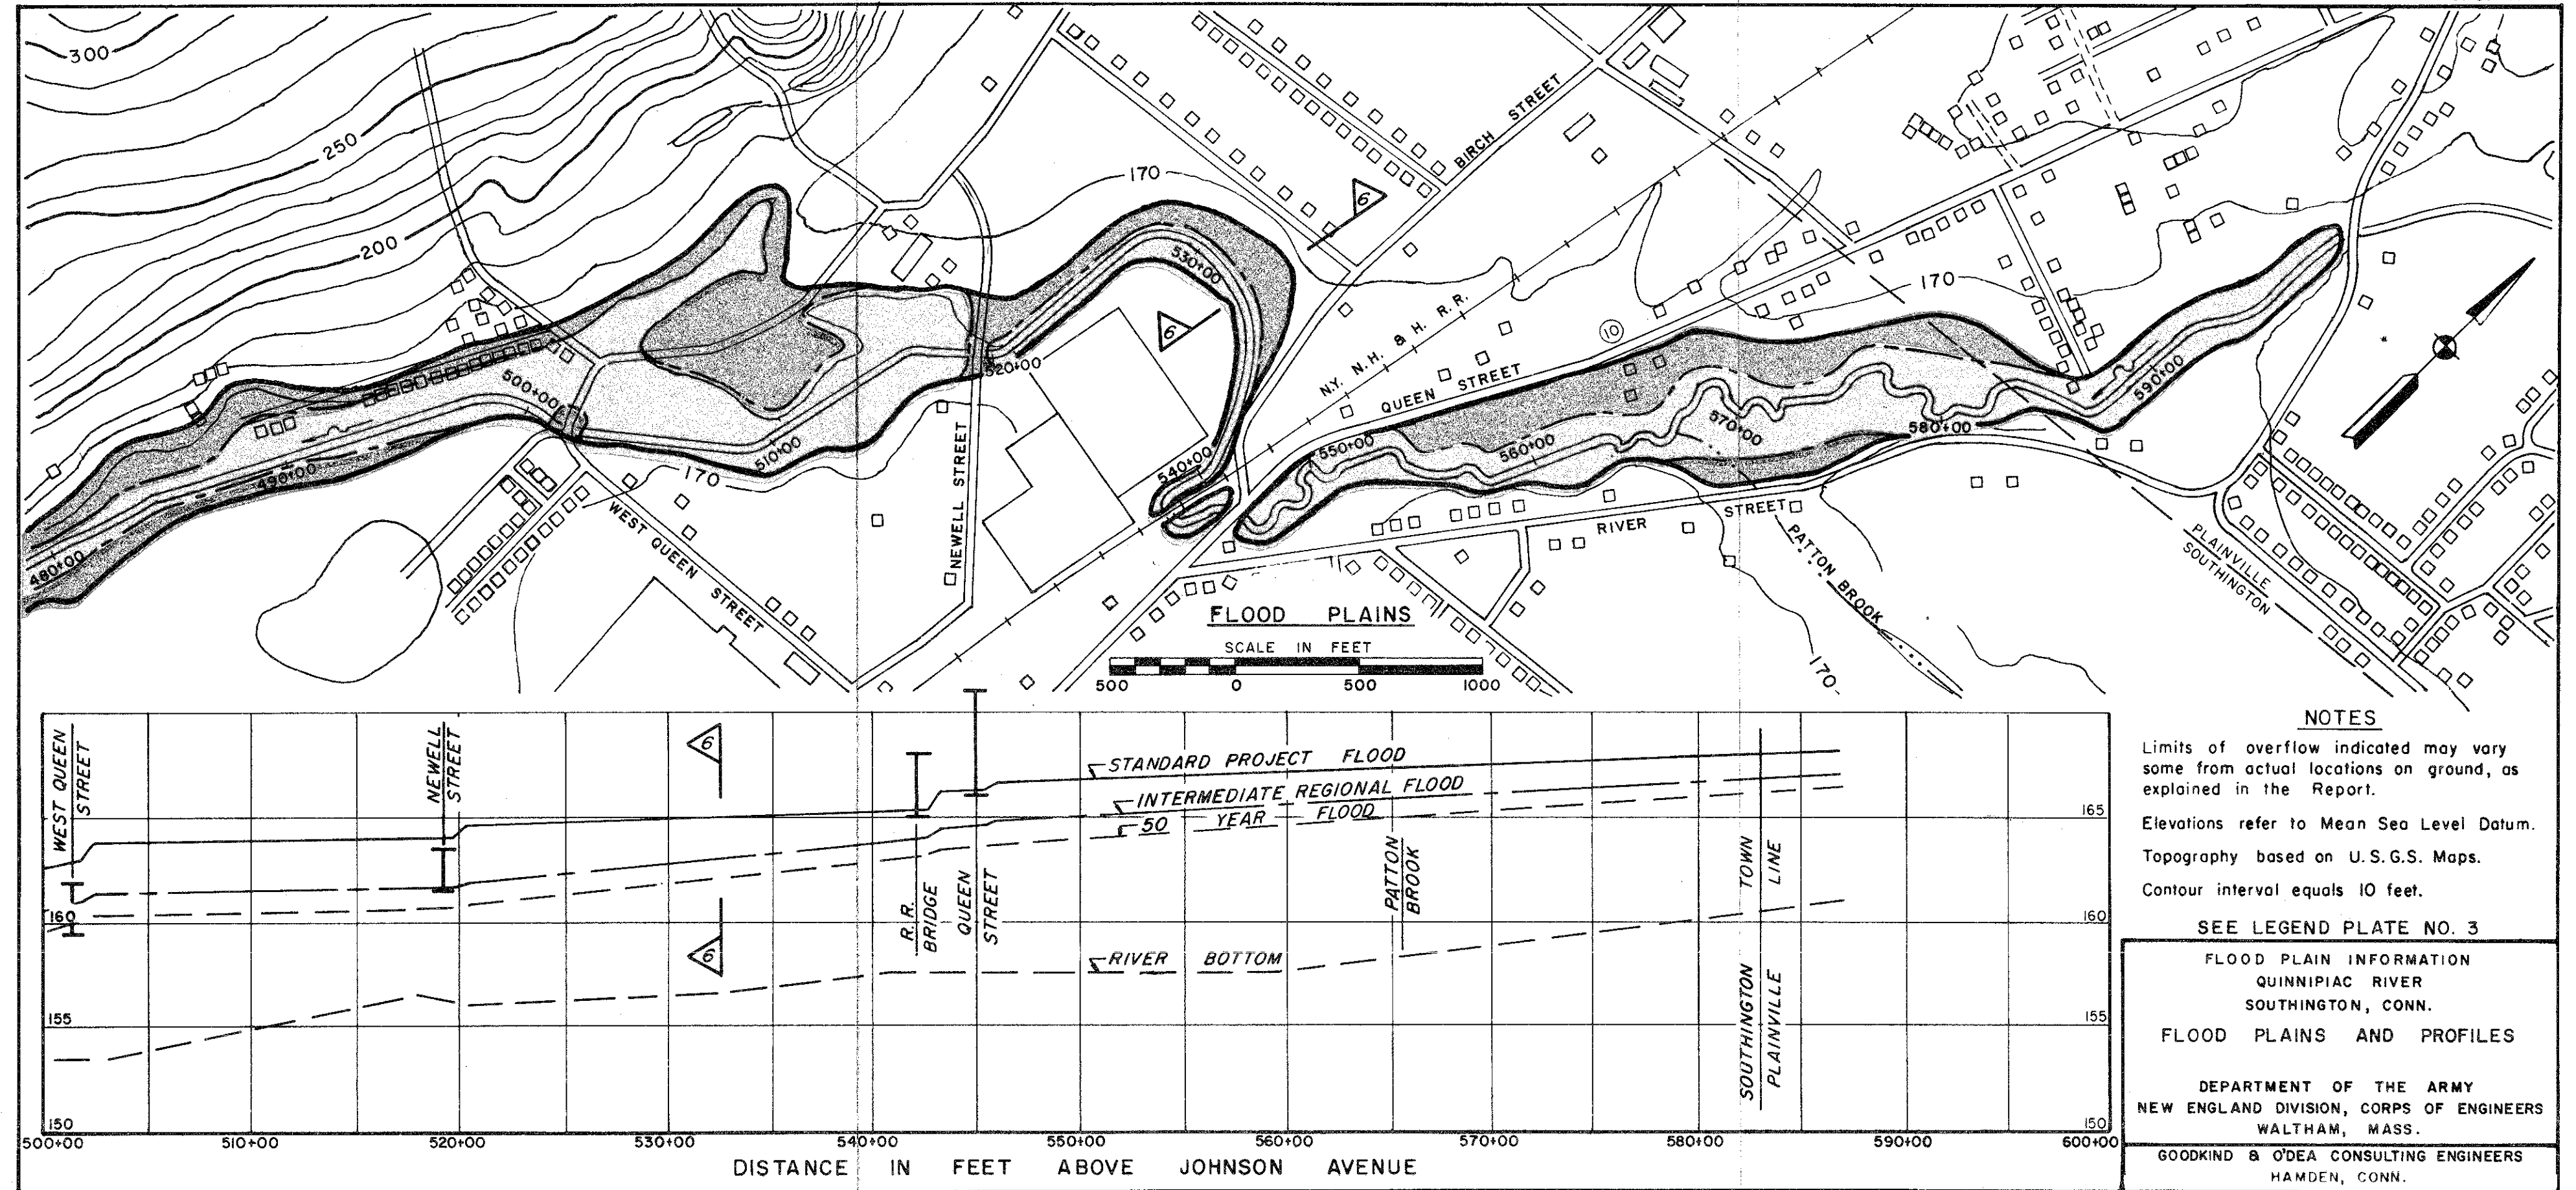 300
250
200
170
6
BIRCH STREET
530+00
6
N.Y. N.H. & H. R.R.
QUEEN STREET
10
170
590+00
500+00
520+00
510+00
490+00
480+00
170
540+00
550+00
560+00
570+00
580+00
WEST QUEEN STREET
NEWELL STREET
RIVER STREET
PATTON BROOK
170
PLAINVILLE
SOUTHINGTON
FLOOD PLAINS
SCALE IN FEET
500 0 500 1000
WEST QUEEN
STREET
NEWELL
STREET
6
6
R.R.
BRIDGE
QUEEN
STREET
STANDARD PROJECT FLOOD
INTERMEDIATE REGIONAL FLOOD
50 YEAR FLOOD
RIVER BOTTOM
PATTON
BROOK
TOWN
LINE
SOUTHINGTON
PLAINVILLE
160
155
150
165
160
155
150
500+00 510+00 520+00 530+00 540+00 550+00 560+00 570+00 580+00 590+00 600+00
DISTANCE IN FEET ABOVE JOHNSON AVENUE
NOTES
Limits of overflow indicated may vary
some from actual locations on ground, as
explained in the Report.
Elevations refer to Mean Sea Level Datum.
Topography based on U.S.G.S. Maps.
Contour interval equals 10 feet.
SEE LEGEND PLATE NO. 3
FLOOD PLAIN INFORMATION
QUINNIPIAC RIVER
SOUTHINGTON, CONN.
FLOOD PLAINS AND PROFILES
DEPARTMENT OF THE ARMY
NEW ENGLAND DIVISION, CORPS OF ENGINEERS
WALTHAM, MASS.
GOODKIND & O'DEA CONSULTING ENGINEERS
HAMDEN, CONN.